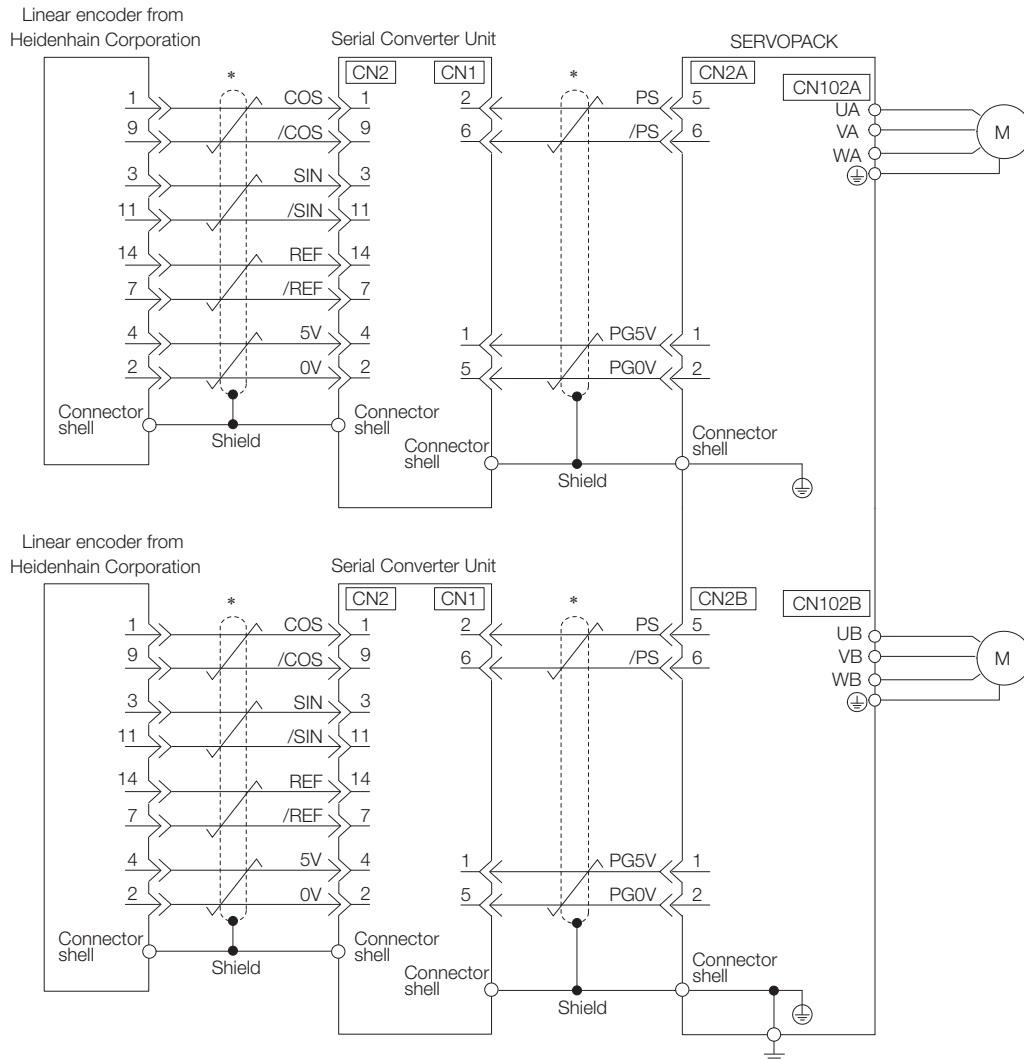 Linear encoder from
Heidenhain Corporation
Serial Converter Unit
SERVOPACK
CN2 CN1 CN2A
CN102A
* *
1 COS 1 2 PS 5
9 /COS 9 6 /PS 6
3 SIN 3
11 /SIN 11
14 REF 14
7 /REF 7
4 5V 4 1 PG5V 1
2 0V 2 5 PG0V 2
UA
VA
WA
M
Connector
shell
Shield
Connector
shell
Connector
shell
Shield
Connector
shell
Linear encoder from
Heidenhain Corporation
Serial Converter Unit
CN2 CN1 CN2B
CN102B
* *
1 COS 1 2 PS 5
9 /COS 9 6 /PS 6
3 SIN 3
11 /SIN 11
14 REF 14
7 /REF 7
4 5V 4 1 PG5V 1
2 0V 2 5 PG0V 2
UB
VB
WB
M
Connector
shell
Shield
Connector
shell
Connector
shell
Shield
Connector
shell